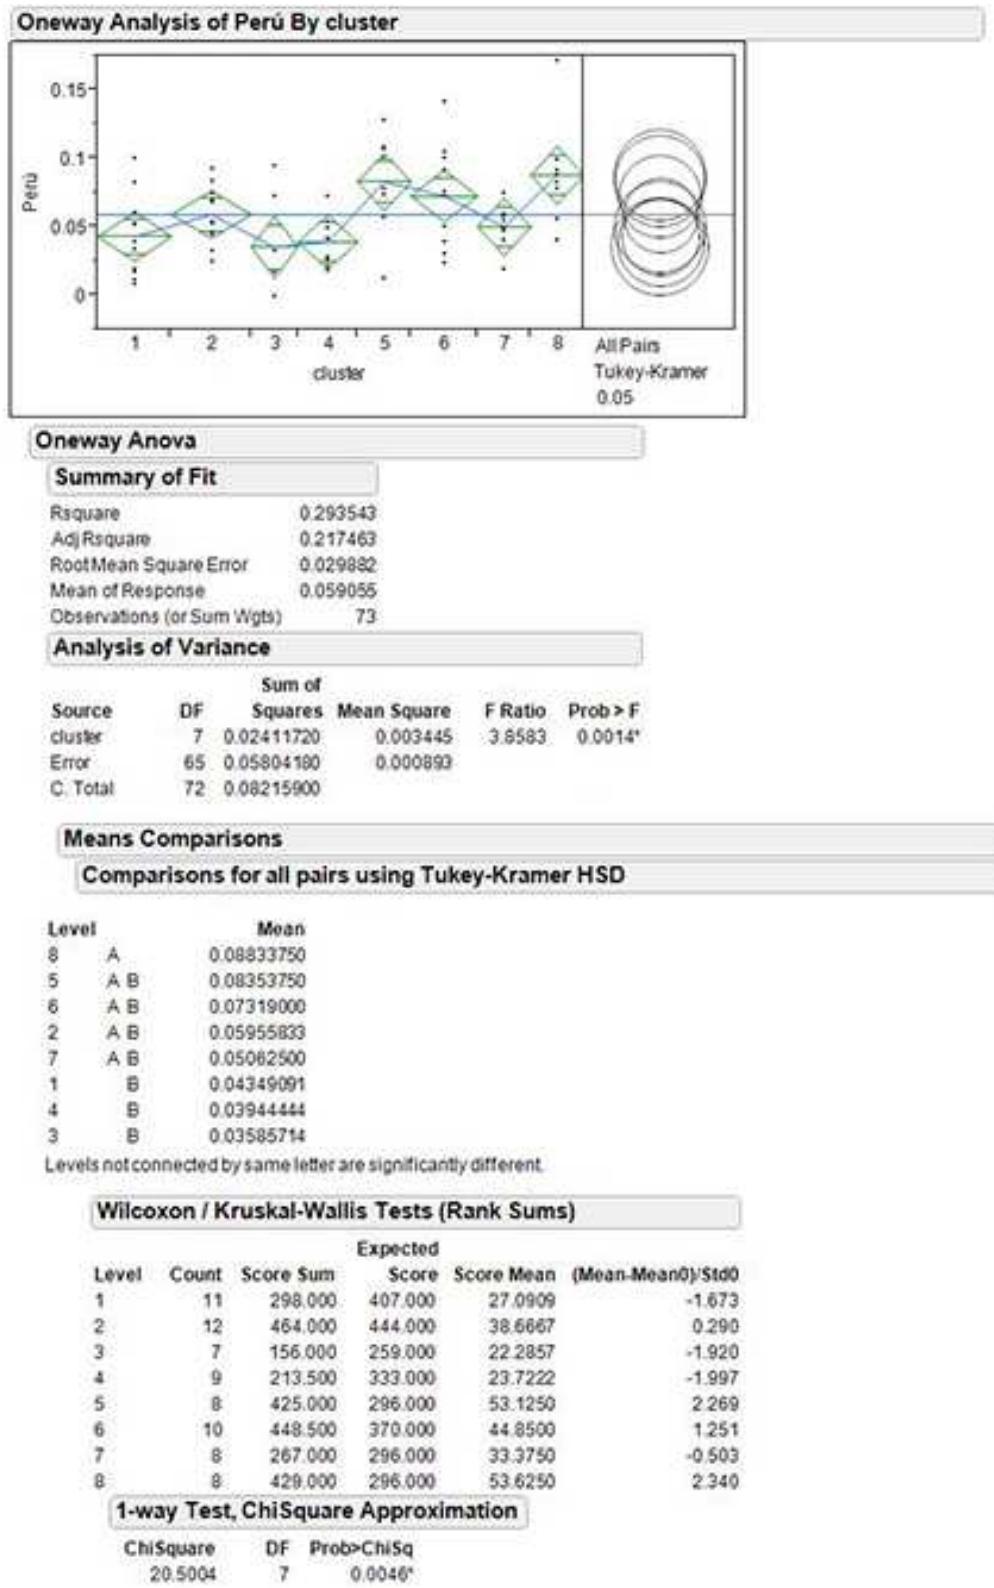 Oneway Analysis of Perú By cluster
0.15
0.1
0.05
0
Perú
1 2 3 4 5 6 7 8
cluster
All Pairs
Tukey-Kramer
0.05
Oneway Anova
Summary of Fit
Rsquare 0.293543
Adj Rsquare 0.217463
Root Mean Square Error 0.029882
Mean of Response 0.059055
Observations (or Sum Wgts) 73
Analysis of Variance
Sum of
Source DF Squares Mean Square F Ratio Prob > F
cluster 7 0.02411720 0.003445 3.8583 0.0014*
Error 65 0.05804180 0.000893
C. Total 72 0.08215900
Means Comparisons
Comparisons for all pairs using Tukey-Kramer HSD
Level Mean
8 A 0.08833750
5 A B 0.08353750
6 A B 0.07319000
2 A B 0.05955833
7 A B 0.05062500
1 B 0.04349091
4 B 0.03944444
3 B 0.03585714
Levels not connected by same letter are significantly different.
Wilcoxon / Kruskal-Wallis Tests (Rank Sums)
Expected
Level Count Score Sum Score Score Mean (Mean-Mean0)/Std0
1 11 298.000 407.000 27.0909 -1.673
2 12 464.000 444.000 38.6667 0.290
3 7 156.000 259.000 22.2857 -1.920
4 9 213.500 333.000 23.7222 -1.997
5 8 425.000 296.000 53.1250 2.269
6 10 448.500 370.000 44.8500 1.251
7 8 267.000 296.000 33.3750 -0.503
8 8 429.000 296.000 53.6250 2.340
1-way Test, ChiSquare Approximation
ChiSquare DF Prob>ChiSq
20.5004 7 0.0046*